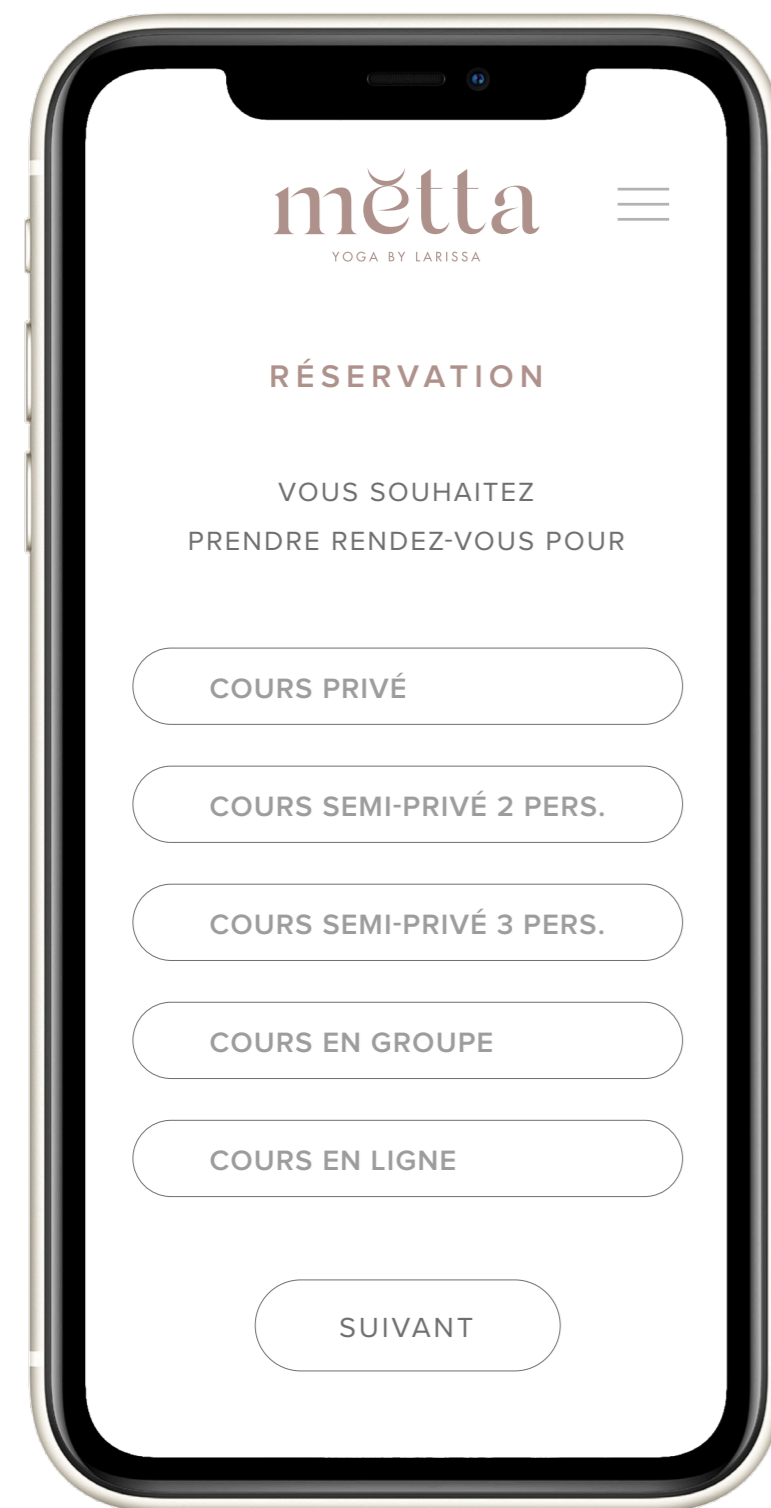 mĕtta
YOGA BY LARISSA
RÉSERVATION
VOUS SOUHAITEZ
PRENDRE RENDEZ-VOUS POUR
COURS PRIVÉ
COURS SEMI-PRIVÉ 2 PERS.
COURS SEMI-PRIVÉ 3 PERS.
COURS EN GROUPE
COURS EN LIGNE
SUIVANT